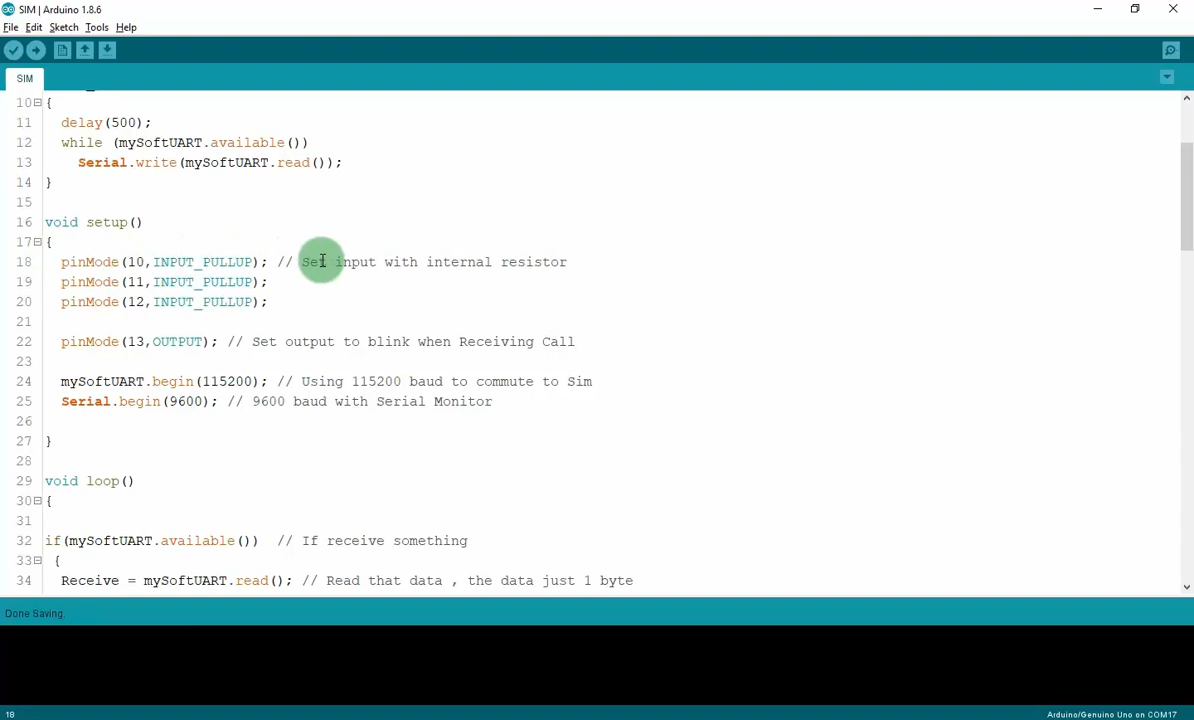 SIM | Arduino 1.8.6
File Edit Sketch Tools Help
SIM
10 {
11 delay(500);
12 while (mySoftUART.available())
13 Serial.write(mySoftUART.read());
14 }
15
16 void setup()
17 {
18 pinMode(10,INPUT_PULLUP); // Set input with internal resistor
19 pinMode(11,INPUT_PULLUP);
20 pinMode(12,INPUT_PULLUP);
21
22 pinMode(13,OUTPUT); // Set output to blink when Receiving Call
23
24 mySoftUART.begin(115200); // Using 115200 baud to commute to Sim
25 Serial.begin(9600); // 9600 baud with Serial Monitor
26
27 }
28
29 void loop()
30 {
31
32 if(mySoftUART.available()) // If receive something
33 {
34 Receive = mySoftUART.read(); // Read that data , the data just 1 byte
Done Saving.
18 Arduino/Genuino Uno on COM17